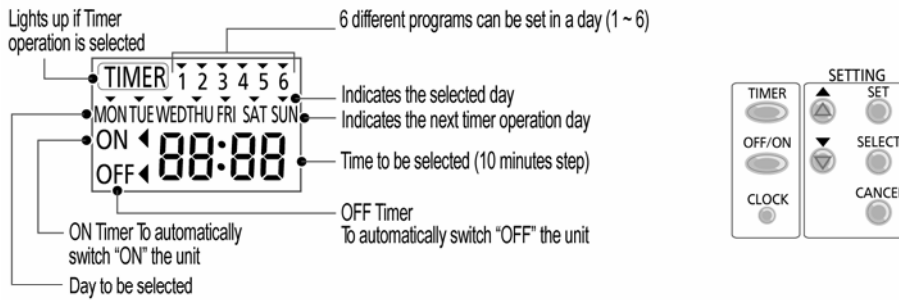 Lights up if Timer
operation is selected
6 different programs can be set in a day (1 ~ 6)
TIMER 1 2 3 4 5 6
MON TUE WED THU FRI SAT SUN
ON
OFF
88:88
Indicates the selected day
Indicates the next timer operation day
Time to be selected (10 minutes step)
OFF Timer
To automatically switch “OFF” the unit
ON Timer To automatically
switch “ON” the unit
Day to be selected
SETTING
TIMER
SET
OFF/ON
SELECT
CLOCK
CANCEL